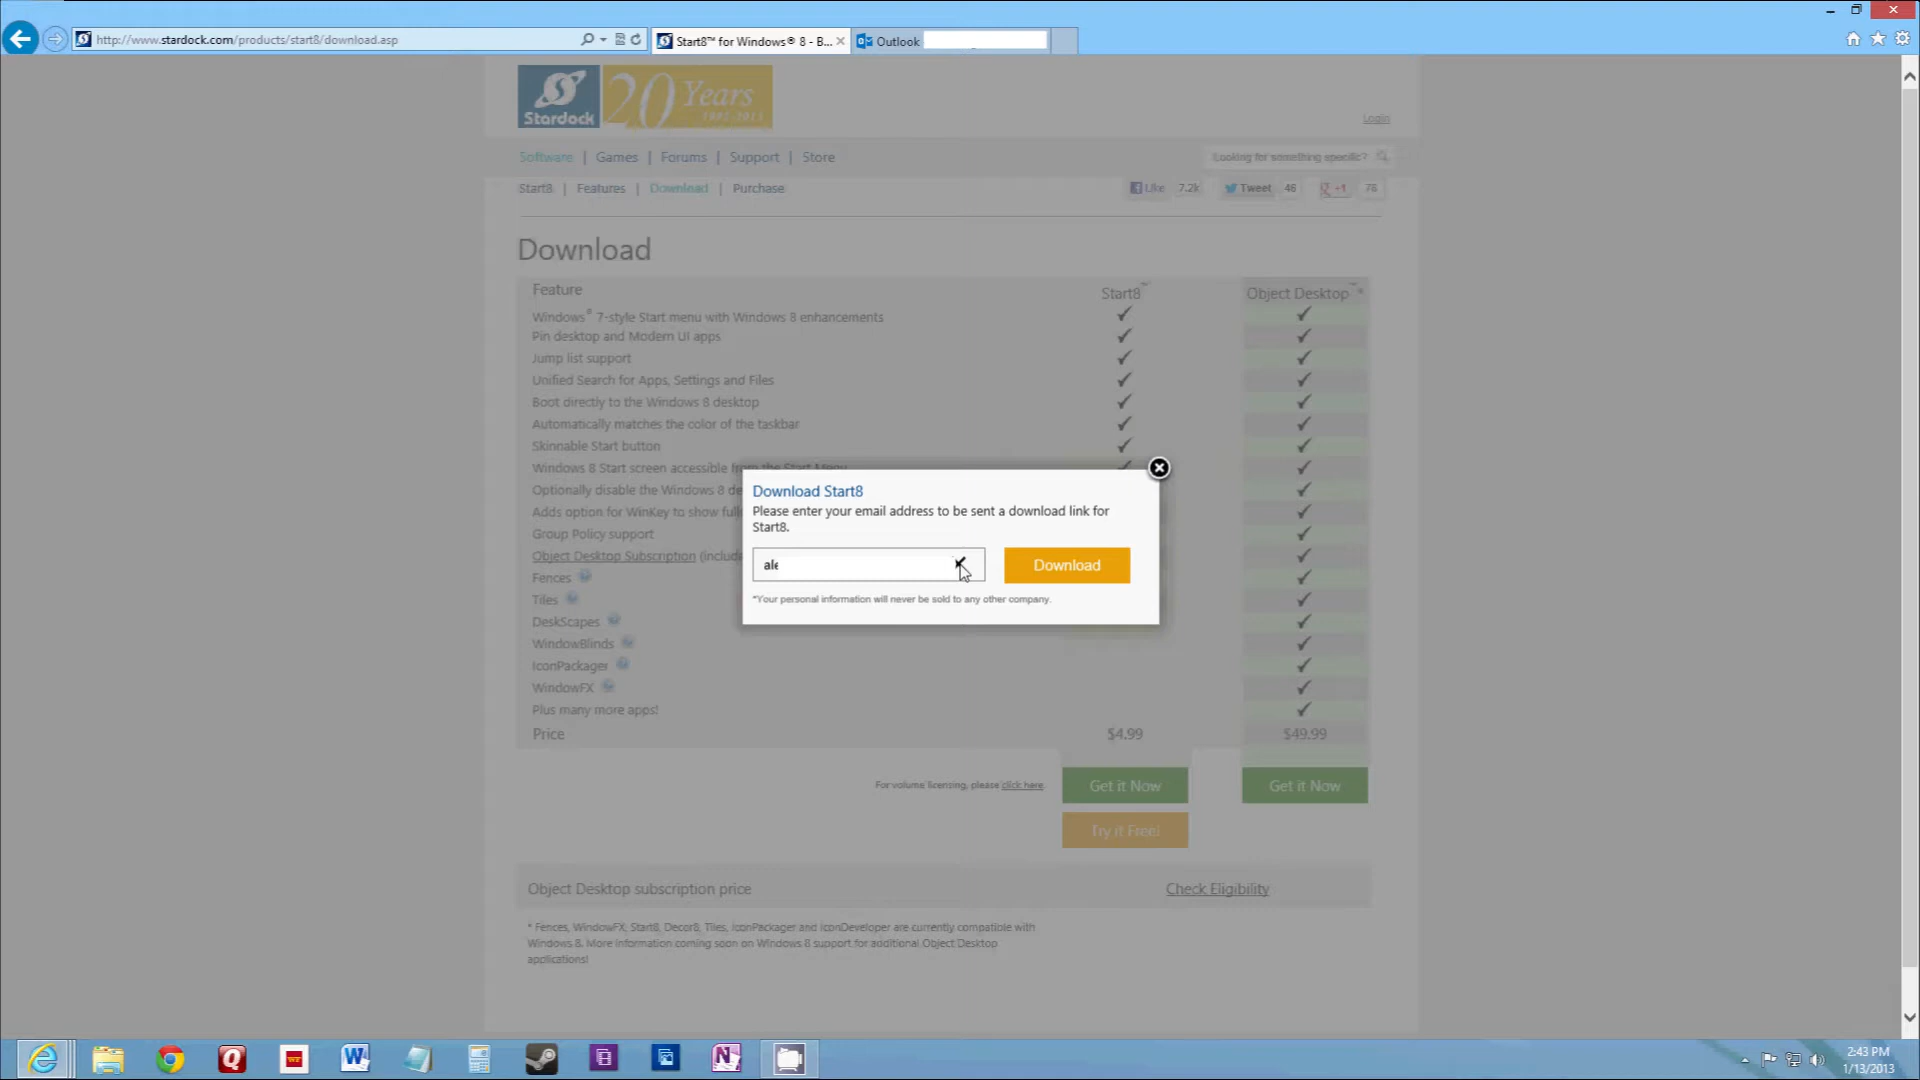 http://www.stardock.com/products/start8/download.asp
Start8™ for Windows® 8 - B...
Outlook
Stardock
20 Years
Login
Software | Games | Forums | Support | Store
Looking for something specific?
Start8 | Features | Download | Purchase
Like 7.2k Tweet 46 +1 78
Download
Feature Start8™ Object Desktop™ *
Windows® 7-style Start menu with Windows 8 enhancements
Pin desktop and Modern UI apps
Jump list support
Unified Search for Apps, Settings and Files
Boot directly to the Windows 8 desktop
Automatically matches the color of the taskbar
Skinnable Start button
Windows 8 Start screen accessible from the Start Menu
Optionally disable the Windows 8 de
Adds option for WinKey to show full
Group Policy support
Object Desktop Subscription (includ
Fences
Tiles
DeskScapes
WindowBlinds
IconPackager
WindowFX
Plus many more apps!
Price $4.99 $49.99
Download Start8
Please enter your email address to be sent a download link for
Start8.
ale
Download
*Your personal information will never be sold to any other company.
For volume licensing, please click here.
Get it Now Get it Now
Try it Free!
Object Desktop subscription price Check Eligibility
* Fences, WindowFX, Start8, Decor8, Tiles, IconPackager and IconDeveloper are currently compatible with
Windows 8. More information coming soon on Windows 8 support for additional Object Desktop
applications!
2:43 PM
1/13/2013